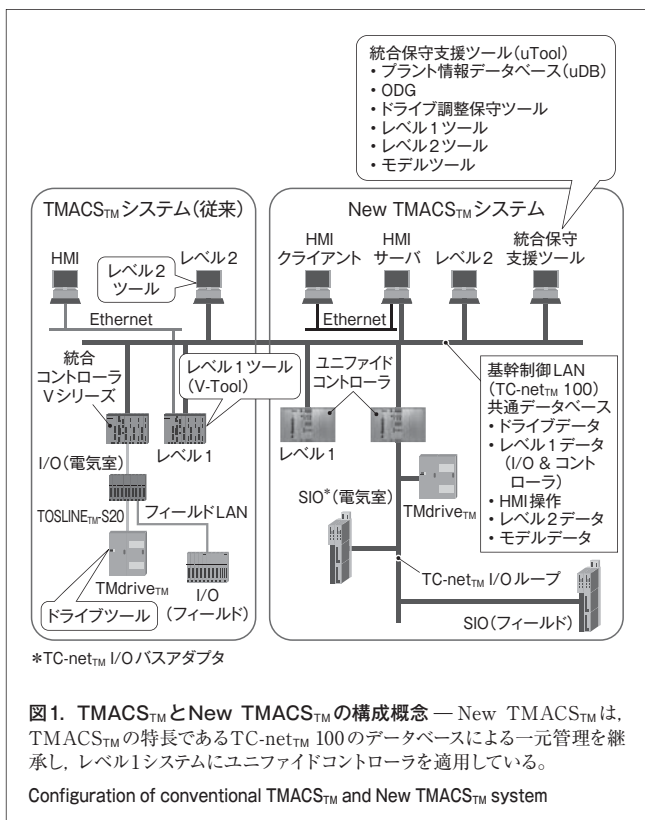 統合保守支援ツール(uTool)
・プラント情報データベース(uDB)
・ODG
・ドライブ調整保守ツール
・レベル1ツール
・レベル2ツール
・モデルツール
TMACS™システム(従来)
HMI
レベル2
レベル2
ツール
Ethernet
統合
コントローラ
Vシリーズ
レベル1ツール
(V-Tool)
レベル1
I/O(電気室)
TOSLINE™-S20
フィールドLAN
TMdrive™
I/O
(フィールド)
ドライブツール
New TMACS™システム
HMI
クライアント
HMI
サーバ
レベル2
統合保守
支援ツール
Ethernet
ユニファイド
コントローラ
レベル1
基幹制御LAN
(TC-net™ 100)
共通データベース
・ドライブデータ
・レベル1データ
(I/O & コント
ローラ)
・HMI操作
・レベル2データ
・モデルデータ
SIO*(電気室)
TMdrive™
TC-net™ I/Oループ
SIO(フィールド)
*TC-net™ I/Oバスアダプタ
図1. TMACS™とNew TMACS™の構成概念 — New TMACS™は,
TMACS™の特長であるTC-net™ 100のデータベースによる一元管理を継
承し,レベル1システムにユニファイドコントローラを適用している。
Configuration of conventional TMACS™ and New TMACS™ system